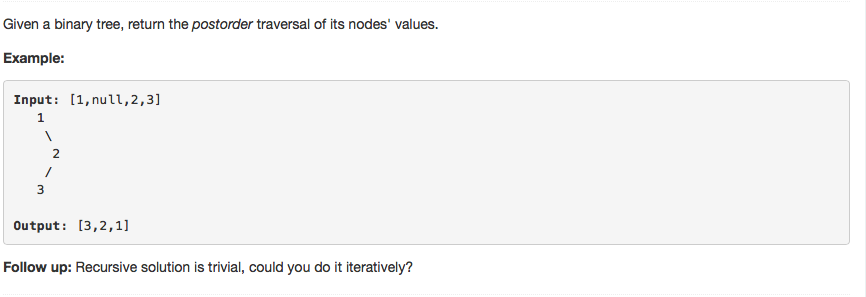 Given a binary tree, return the postorder traversal of its nodes' values.
Example:
Input: [1,null,2,3]
   1
    \
     2
    /
   3
Output: [3,2,1]
Follow up: Recursive solution is trivial, could you do it iteratively?